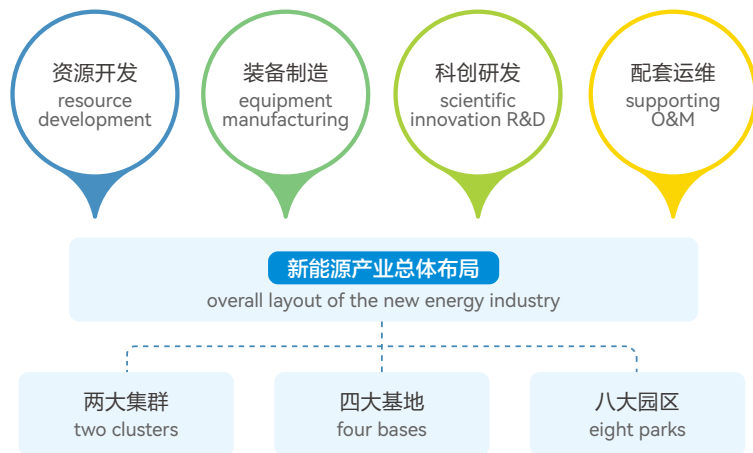 资源开发
resource
development
装备制造
equipment
manufacturing
科创研发
scientific
innovation R&D
配套运维
supporting
O&M
新能源产业总体布局
overall layout of the new energy industry
两大集群
two clusters
四大基地
four bases
八大园区
eight parks